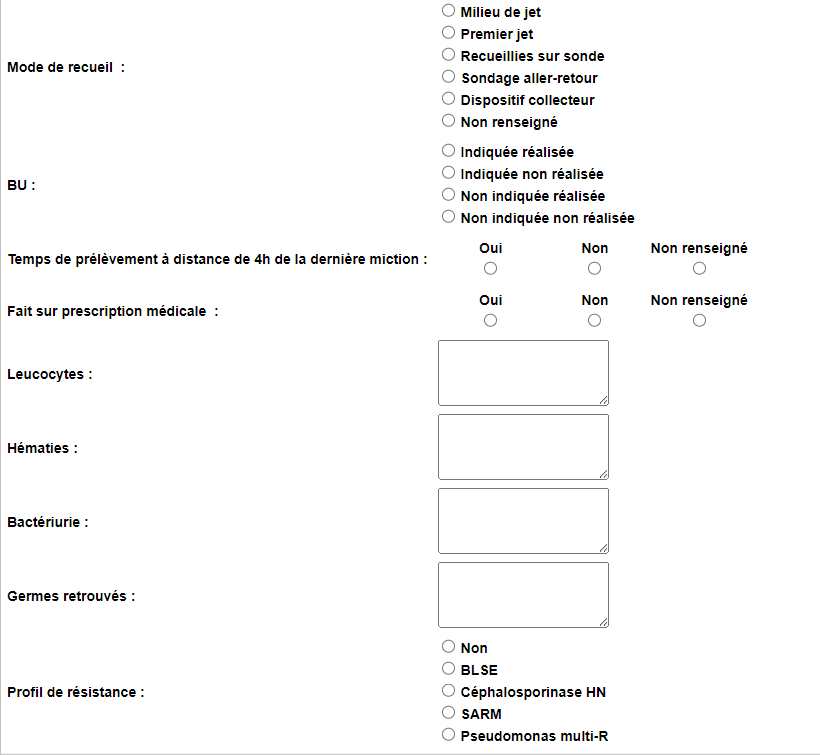 Mode de recueil :
Milieu de jet
Premier jet
Recueillies sur sonde
Sondage aller-retour
Dispositif collecteur
Non renseigné
BU :
Indiquée réalisée
Indiquée non réalisée
Non indiquée réalisée
Non indiquée non réalisée
Temps de prélèvement à distance de 4h de la dernière miction :
Oui Non Non renseigné
Fait sur prescription médicale :
Oui Non Non renseigné
Leucocytes :
Hématies :
Bactériurie :
Germes retrouvés :
Profil de résistance :
Non
BLSE
Céphalosporinase HN
SARM
Pseudomonas multi-R